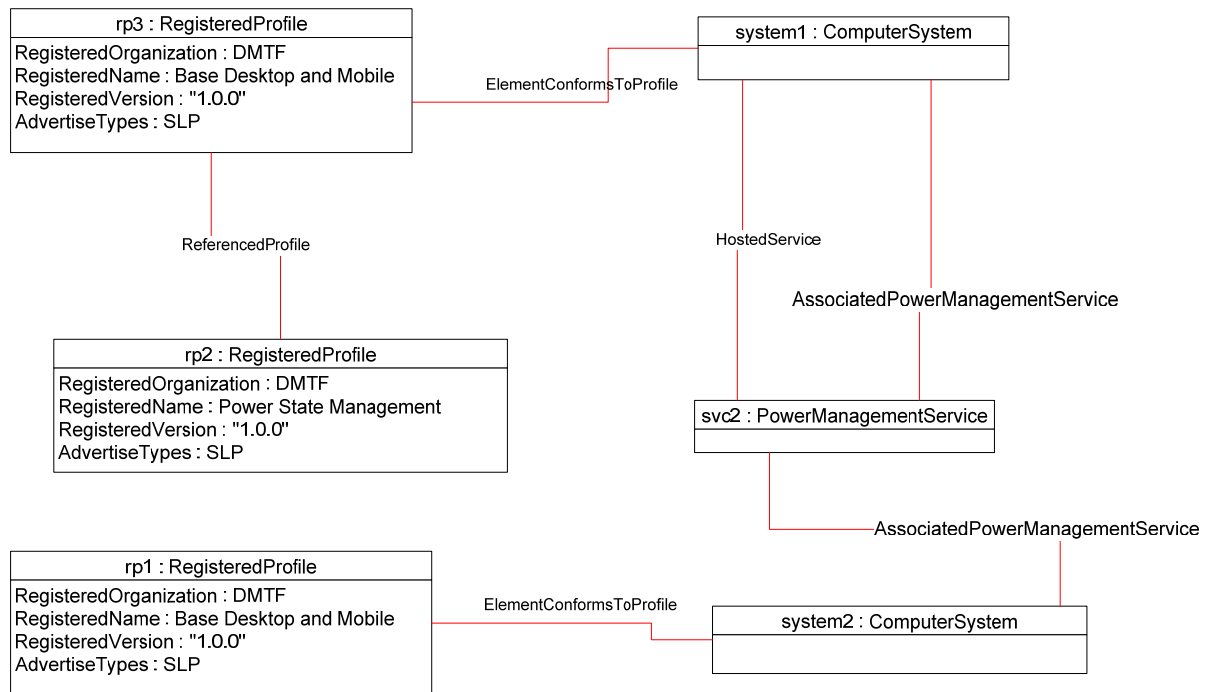 rp3 : RegisteredProfile
RegisteredOrganization : DMTF
RegisteredName : Base Desktop and Mobile
RegisteredVersion : "1.0.0"
AdvertiseTypes : SLP
system1 : ComputerSystem
ElementConformsToProfile
ReferencedProfile
HostedService
AssociatedPowerManagementService
rp2 : RegisteredProfile
RegisteredOrganization : DMTF
RegisteredName : Power State Management
RegisteredVersion : "1.0.0"
AdvertiseTypes : SLP
svc2 : PowerManagementService
AssociatedPowerManagementService
rp1 : RegisteredProfile
RegisteredOrganization : DMTF
RegisteredName : Base Desktop and Mobile
RegisteredVersion : "1.0.0"
AdvertiseTypes : SLP
ElementConformsToProfile
system2 : ComputerSystem